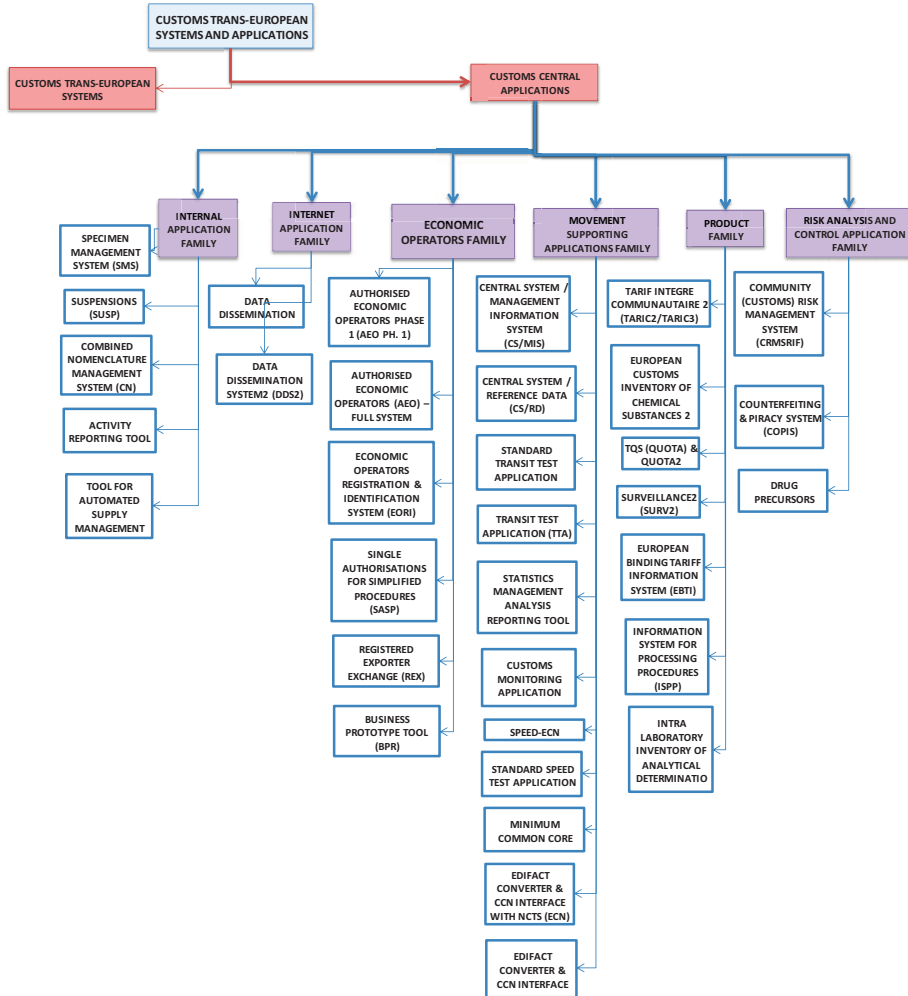 CUSTOMS TRANS-EUROPEAN
SYSTEMS AND APPLICATIONS
CUSTOMS TRANS-EUROPEAN
SYSTEMS
CUSTOMS CENTRAL
APPLICATIONS
INTERNAL
APPLICATION
FAMILY
SPECIMEN
MANAGEMENT
SYSTEM (SMS)
SUSPENSIONS
(SUSP)
COMBINED
NOMENCLATURE
MANAGEMENT
SYSTEM (CN)
ACTIVITY
REPORTING TOOL
TOOL FOR
AUTOMATED
SUPPLY
MANAGEMENT
INTERNET
APPLICATION
FAMILY
DATA
DISSEMINATION
DATA
DISSEMINATION
SYSTEM2 (DDS2)
ECONOMIC
OPERATORS FAMILY
AUTHORISED
ECONOMIC
OPERATORS PHASE
1 (AEO PH. 1)
AUTHORISED
ECONOMIC
OPERATORS (AEO) –
FULL SYSTEM
ECONOMIC
OPERATORS
REGISTRATION &
IDENTIFICATION
SYSTEM (EORI)
SINGLE
AUTHORISATIONS
FOR SIMPLIFIED
PROCEDURES (SASP)
REGISTERED
EXPORTER
EXCHANGE (REX)
BUSINESS
PROTOTYPE TOOL
(BPR)
MOVEMENT
SUPPORTING
APPLICATIONS FAMILY
CENTRAL SYSTEM /
MANAGEMENT
INFORMATION
SYSTEM
(CS/MIS)
CENTRAL SYSTEM /
REFERENCE DATA
(CS/RD)
STANDARD
TRANSIT TEST
APPLICATION
TRANSIT TEST
APPLICATION (TTA)
STATISTICS
MANAGEMENT
ANALYSIS
REPORTING TOOL
CUSTOMS
MONITORING
APPLICATION
SPEED-ECN
STANDARD SPEED
TEST APPLICATION
MINIMUM
COMMON CORE
EDIFACT
CONVERTER &
CCN INTERFACE
WITH NCTS (ECN)
EDIFACT
CONVERTER &
CCN INTERFACE
PRODUCT
FAMILY
TARIF INTEGRE
COMMUNAUTAIRE 2
(TARIC2/TARIC3)
EUROPEAN
CUSTOMS
INVENTORY OF
CHEMICAL
SUBSTANCES 2
TQS (QUOTA) &
QUOTA2
SURVEILLANCE2
(SURV2)
EUROPEAN
BINDING TARIFF
INFORMATION
SYSTEM (EBTI)
INFORMATION
SYSTEM FOR
PROCESSING
PROCEDURES
(ISPP)
INTRA
LABORATORY
INVENTORY OF
ANALYTICAL
DETERMINATIO
RISK ANALYSIS AND
CONTROL APPLICATION
FAMILY
COMMUNITY
(CUSTOMS) RISK
MANAGEMENT
SYSTEM
(CRMSRIF)
COUNTERFEITING
& PIRACY SYSTEM
(COPIS)
DRUG
PRECURSORS